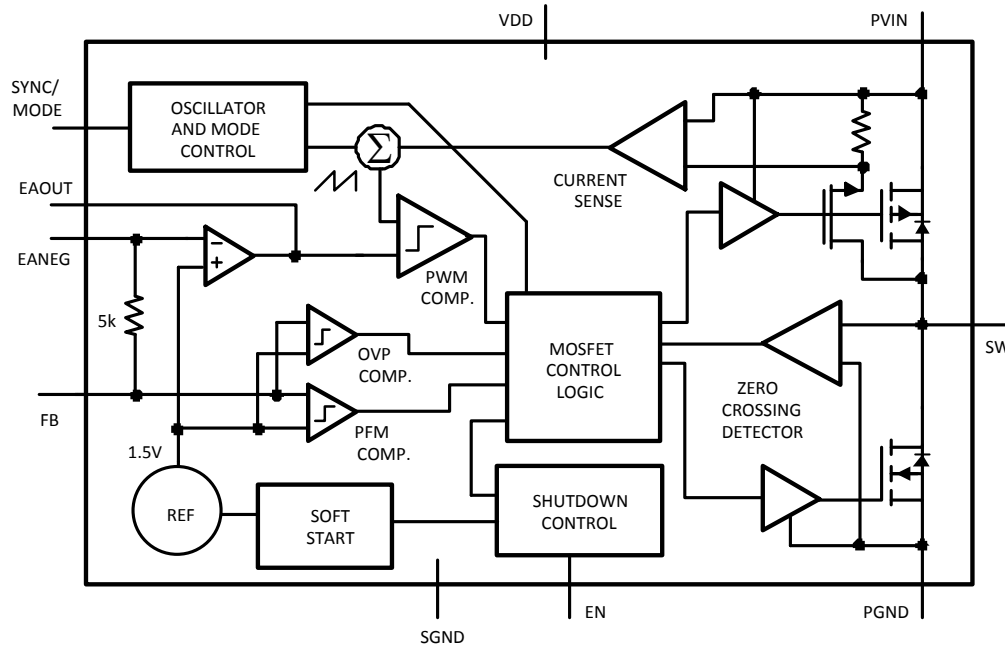 VDD
PVIN
SYNC/
MODE
OSCILLATOR
AND MODE
CONTROL
Σ
CURRENT
SENSE
EAOUT
EANEG
−
+
PWM
COMP.
5k
OVP
COMP.
MOSFET
CONTROL
LOGIC
SW
ZERO
CROSSING
DETECTOR
FB
PFM
COMP.
1.5V
REF
SOFT
START
SHUTDOWN
CONTROL
SGND
EN
PGND